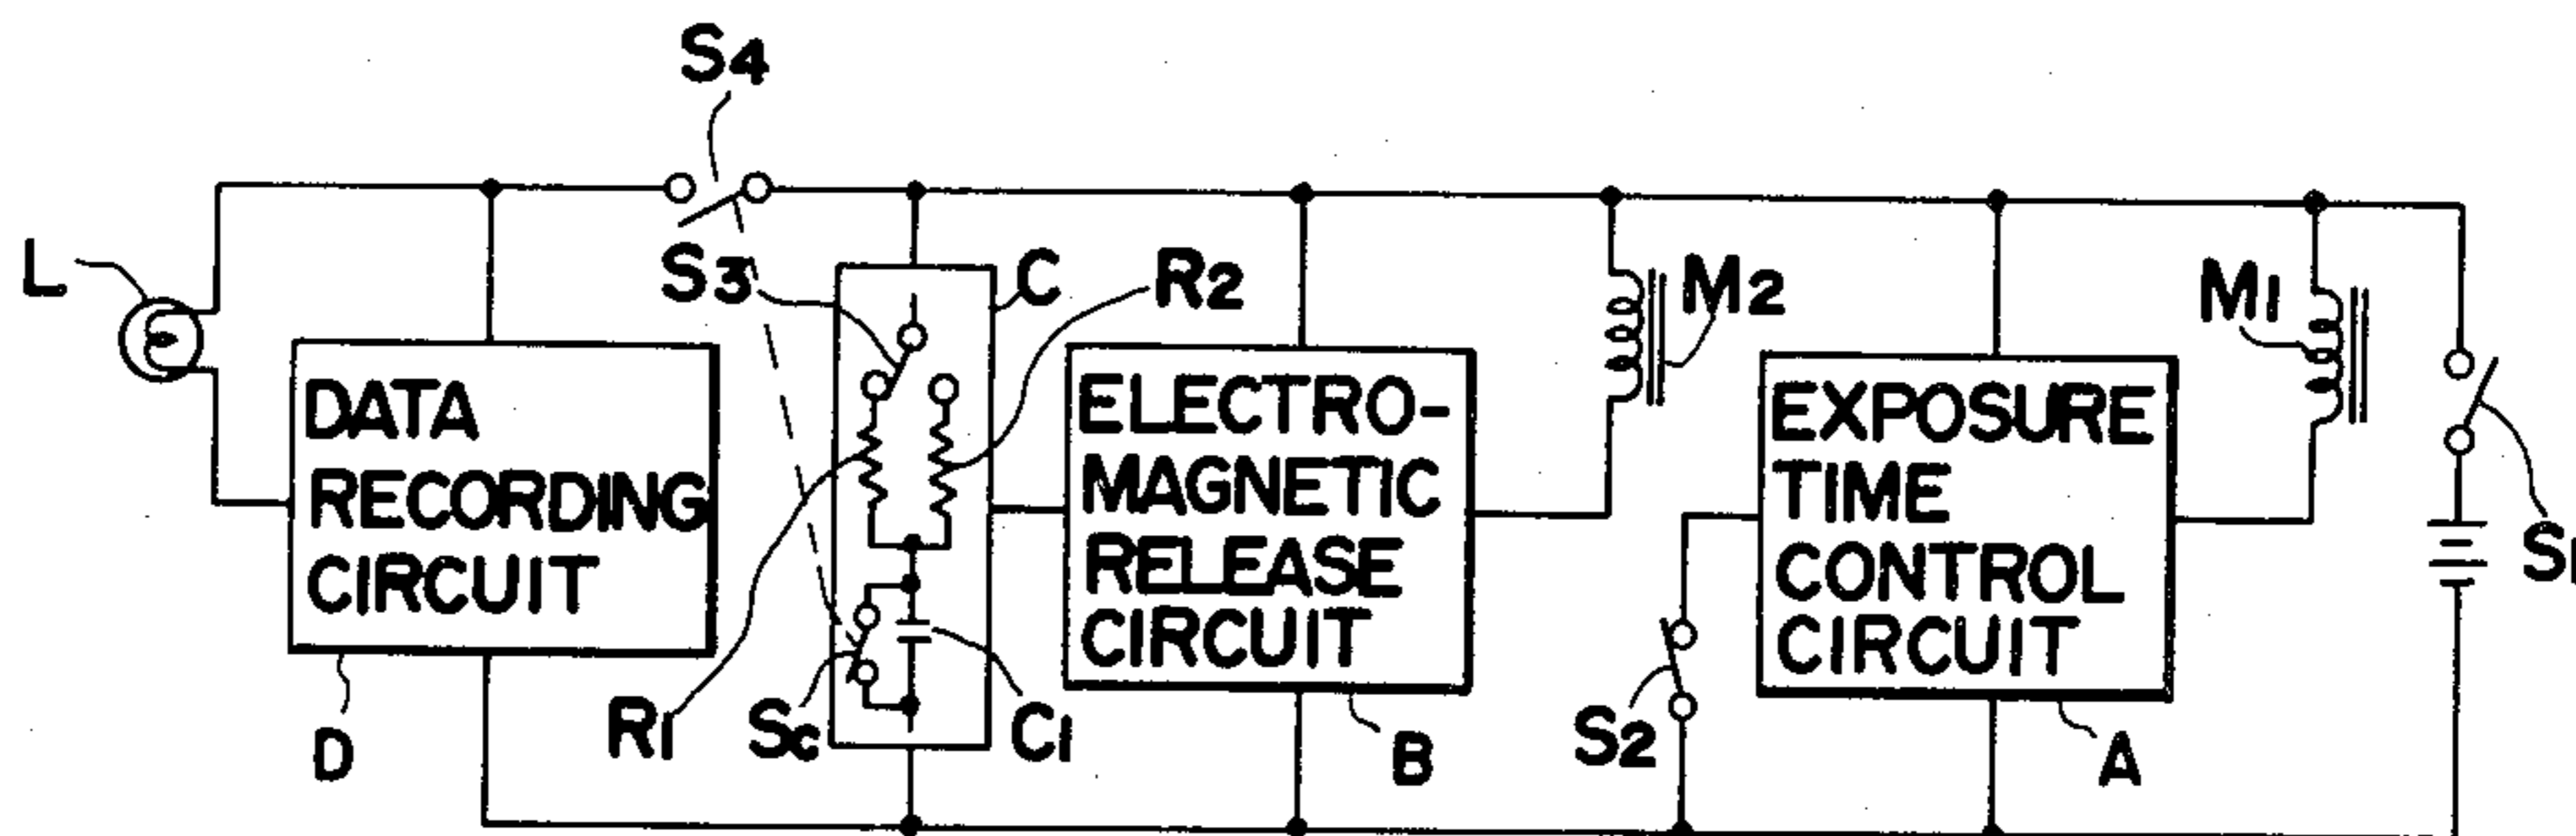 S4
L
S3
C
R2
M2
M1
DATA
RECORDING
CIRCUIT
ELECTRO-
MAGNETIC
RELEASE
CIRCUIT
EXPOSURE
TIME
CONTROL
CIRCUIT
S1
D
R1
Sc
C1
B
S2
A